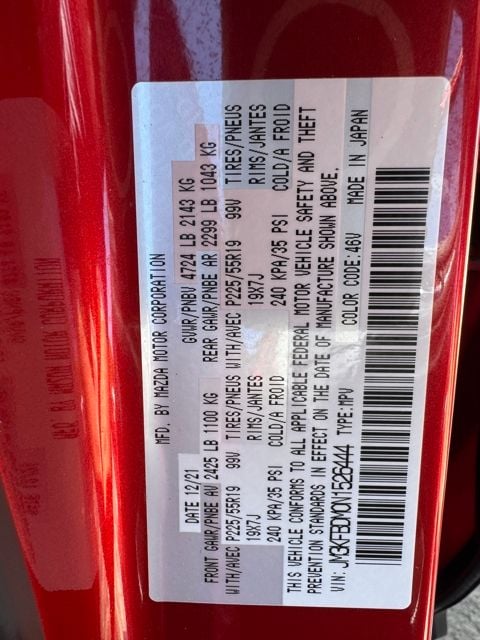 MFD. BY MAZDA MOTOR CORPORATION
DATE 12/21 GVWR/PNBV 4724 LB 2143 KG
FRONT GAWR/PNBE AV 2425 LB 1100 KG REAR GAWR/PNBE AR 2299 LB 1043 KG
WITH/AVEC P225/55R19 99V TIRES/PNEUS WITH/AVEC P225/55R19 99V TIRES/PNEUS
19X7J RIMS/JANTES 19X7J RIMS/JANTES
240 KPA/35 PSI COLD/A FROID 240 KPA/35 PSI COLD/A FROID
THIS VEHICLE CONFORMS TO ALL APPLICABLE FEDERAL MOTOR VEHICLE SAFETY AND THEFT
PREVENTION STANDARDS IN EFFECT ON THE DATE OF MANUFACTURE SHOWN ABOVE.
VIN: JM3KFBDM0N1526444 TYPE:MPV COLOR CODE:46V MADE IN JAPAN